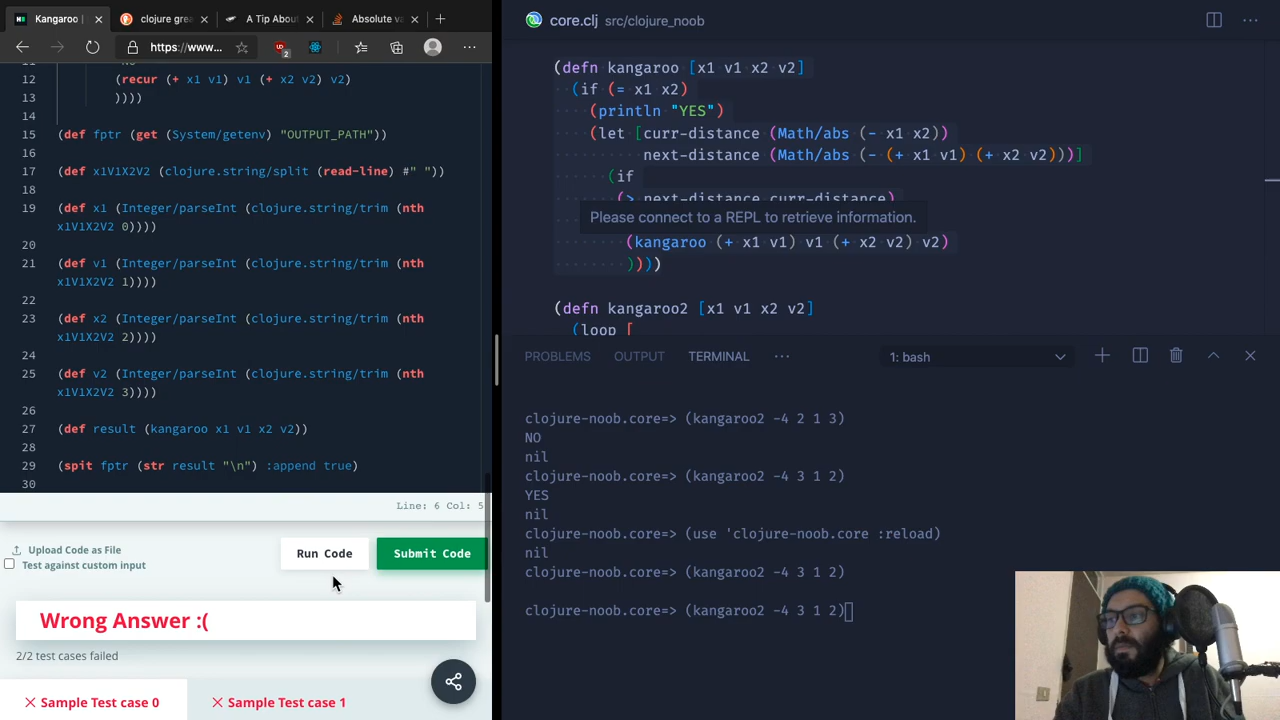 Kangaroo |
clojure grea
A Tip About
Absolute va
https://www...
2
12 (recur (+ x1 v1) v1 (+ x2 v2) v2)
13 ))))
14
15 (def fptr (get (System/getenv) "OUTPUT_PATH"))
16
17 (def x1V1X2V2 (clojure.string/split (read-line) #" "))
18
19 (def x1 (Integer/parseInt (clojure.string/trim (nth
x1V1X2V2 0))))
20
21 (def v1 (Integer/parseInt (clojure.string/trim (nth
x1V1X2V2 1))))
22
23 (def x2 (Integer/parseInt (clojure.string/trim (nth
x1V1X2V2 2))))
24
25 (def v2 (Integer/parseInt (clojure.string/trim (nth
x1V1X2V2 3))))
26
27 (def result (kangaroo x1 v1 x2 v2))
28
29 (spit fptr (str result "\n") :append true)
30
Line: 6 Col: 5
Upload Code as File
Test against custom input
Run Code
Submit Code
Wrong Answer :(
2/2 test cases failed
Sample Test case 0
Sample Test case 1
core.clj src/clojure_noob
(defn kangaroo [x1 v1 x2 v2]
(if (= x1 x2)
(println "YES")
(let [curr-distance (Math/abs (- x1 x2))
next-distance (Math/abs (- (+ x1 v1) (+ x2 v2)))]
(if
(> next-distance curr-distance)
Please connect to a REPL to retrieve information.
(kangaroo (+ x1 v1) v1 (+ x2 v2) v2)
))))
(defn kangaroo2 [x1 v1 x2 v2]
(loop [
PROBLEMS OUTPUT TERMINAL ... 1: bash
clojure-noob.core=> (kangaroo2 -4 2 1 3)
NO
nil
clojure-noob.core=> (kangaroo2 -4 3 1 2)
YES
nil
clojure-noob.core=> (use 'clojure-noob.core :reload)
nil
clojure-noob.core=> (kangaroo2 -4 3 1 2)
clojure-noob.core=> (kangaroo2 -4 3 1 2)